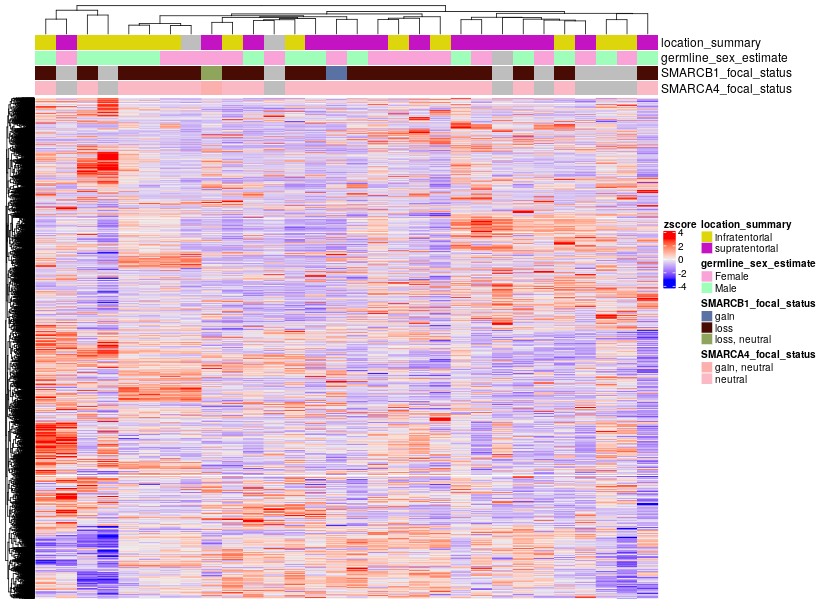 location_summary
germline_sex_estimate
SMARCB1_focal_status
SMARCA4_focal_status
zscore
4
2
0
-2
-4
location_summary
infratentorial
supratentorial
germline_sex_estimate
Female
Male
SMARCB1_focal_status
gain
loss
loss, neutral
SMARCA4_focal_status
gain, neutral
neutral